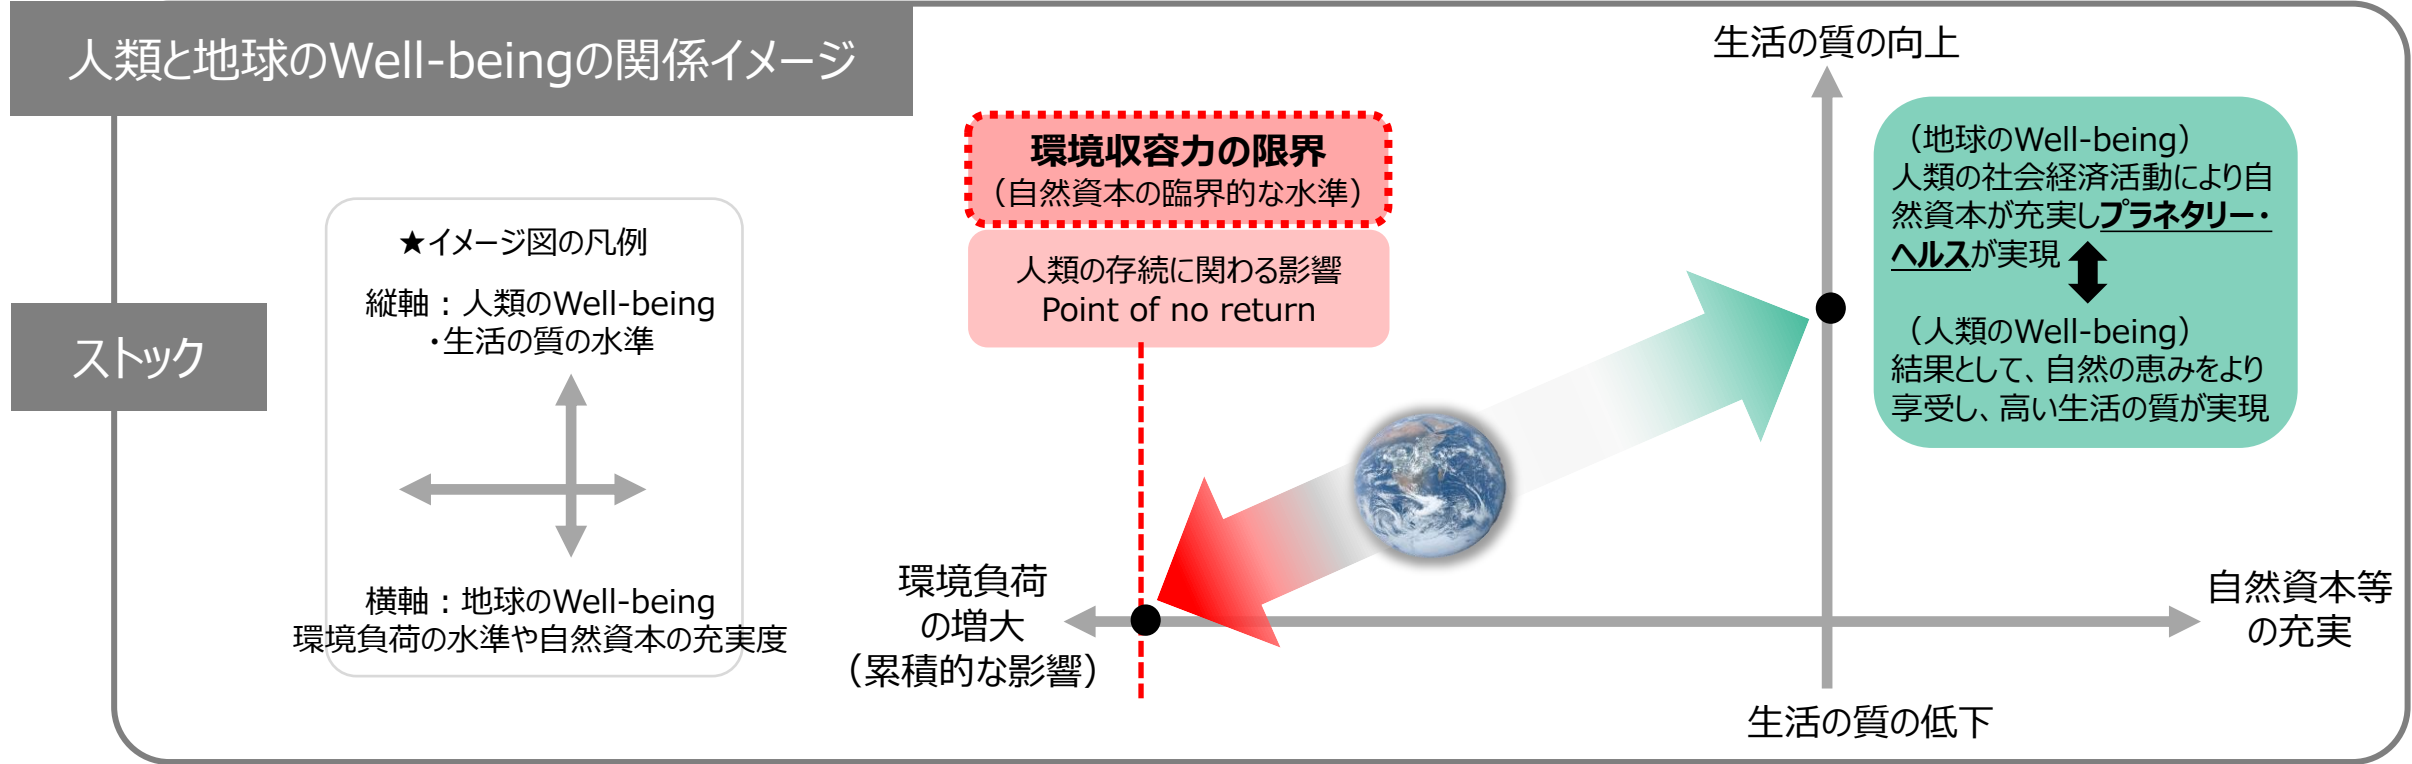 人類と地球のWell-beingの関係イメージ
ストック
★イメージ図の凡例
縦軸：人類のWell-being
・生活の質の水準
横軸：地球のWell-being
環境負荷の水準や自然資本の充実度
環境収容力の限界
（自然資本の臨界的な水準）
人類の存続に関わる影響
Point of no return
環境負荷
の増大
（累積的な影響）
生活の質の向上
（地球のWell-being）
人類の社会経済活動により自
然資本が充実しプラネタリー・
ヘルスが実現
（人類のWell-being）
結果として、自然の恵みをより
享受し、高い生活の質が実現
自然資本等
の充実
生活の質の低下